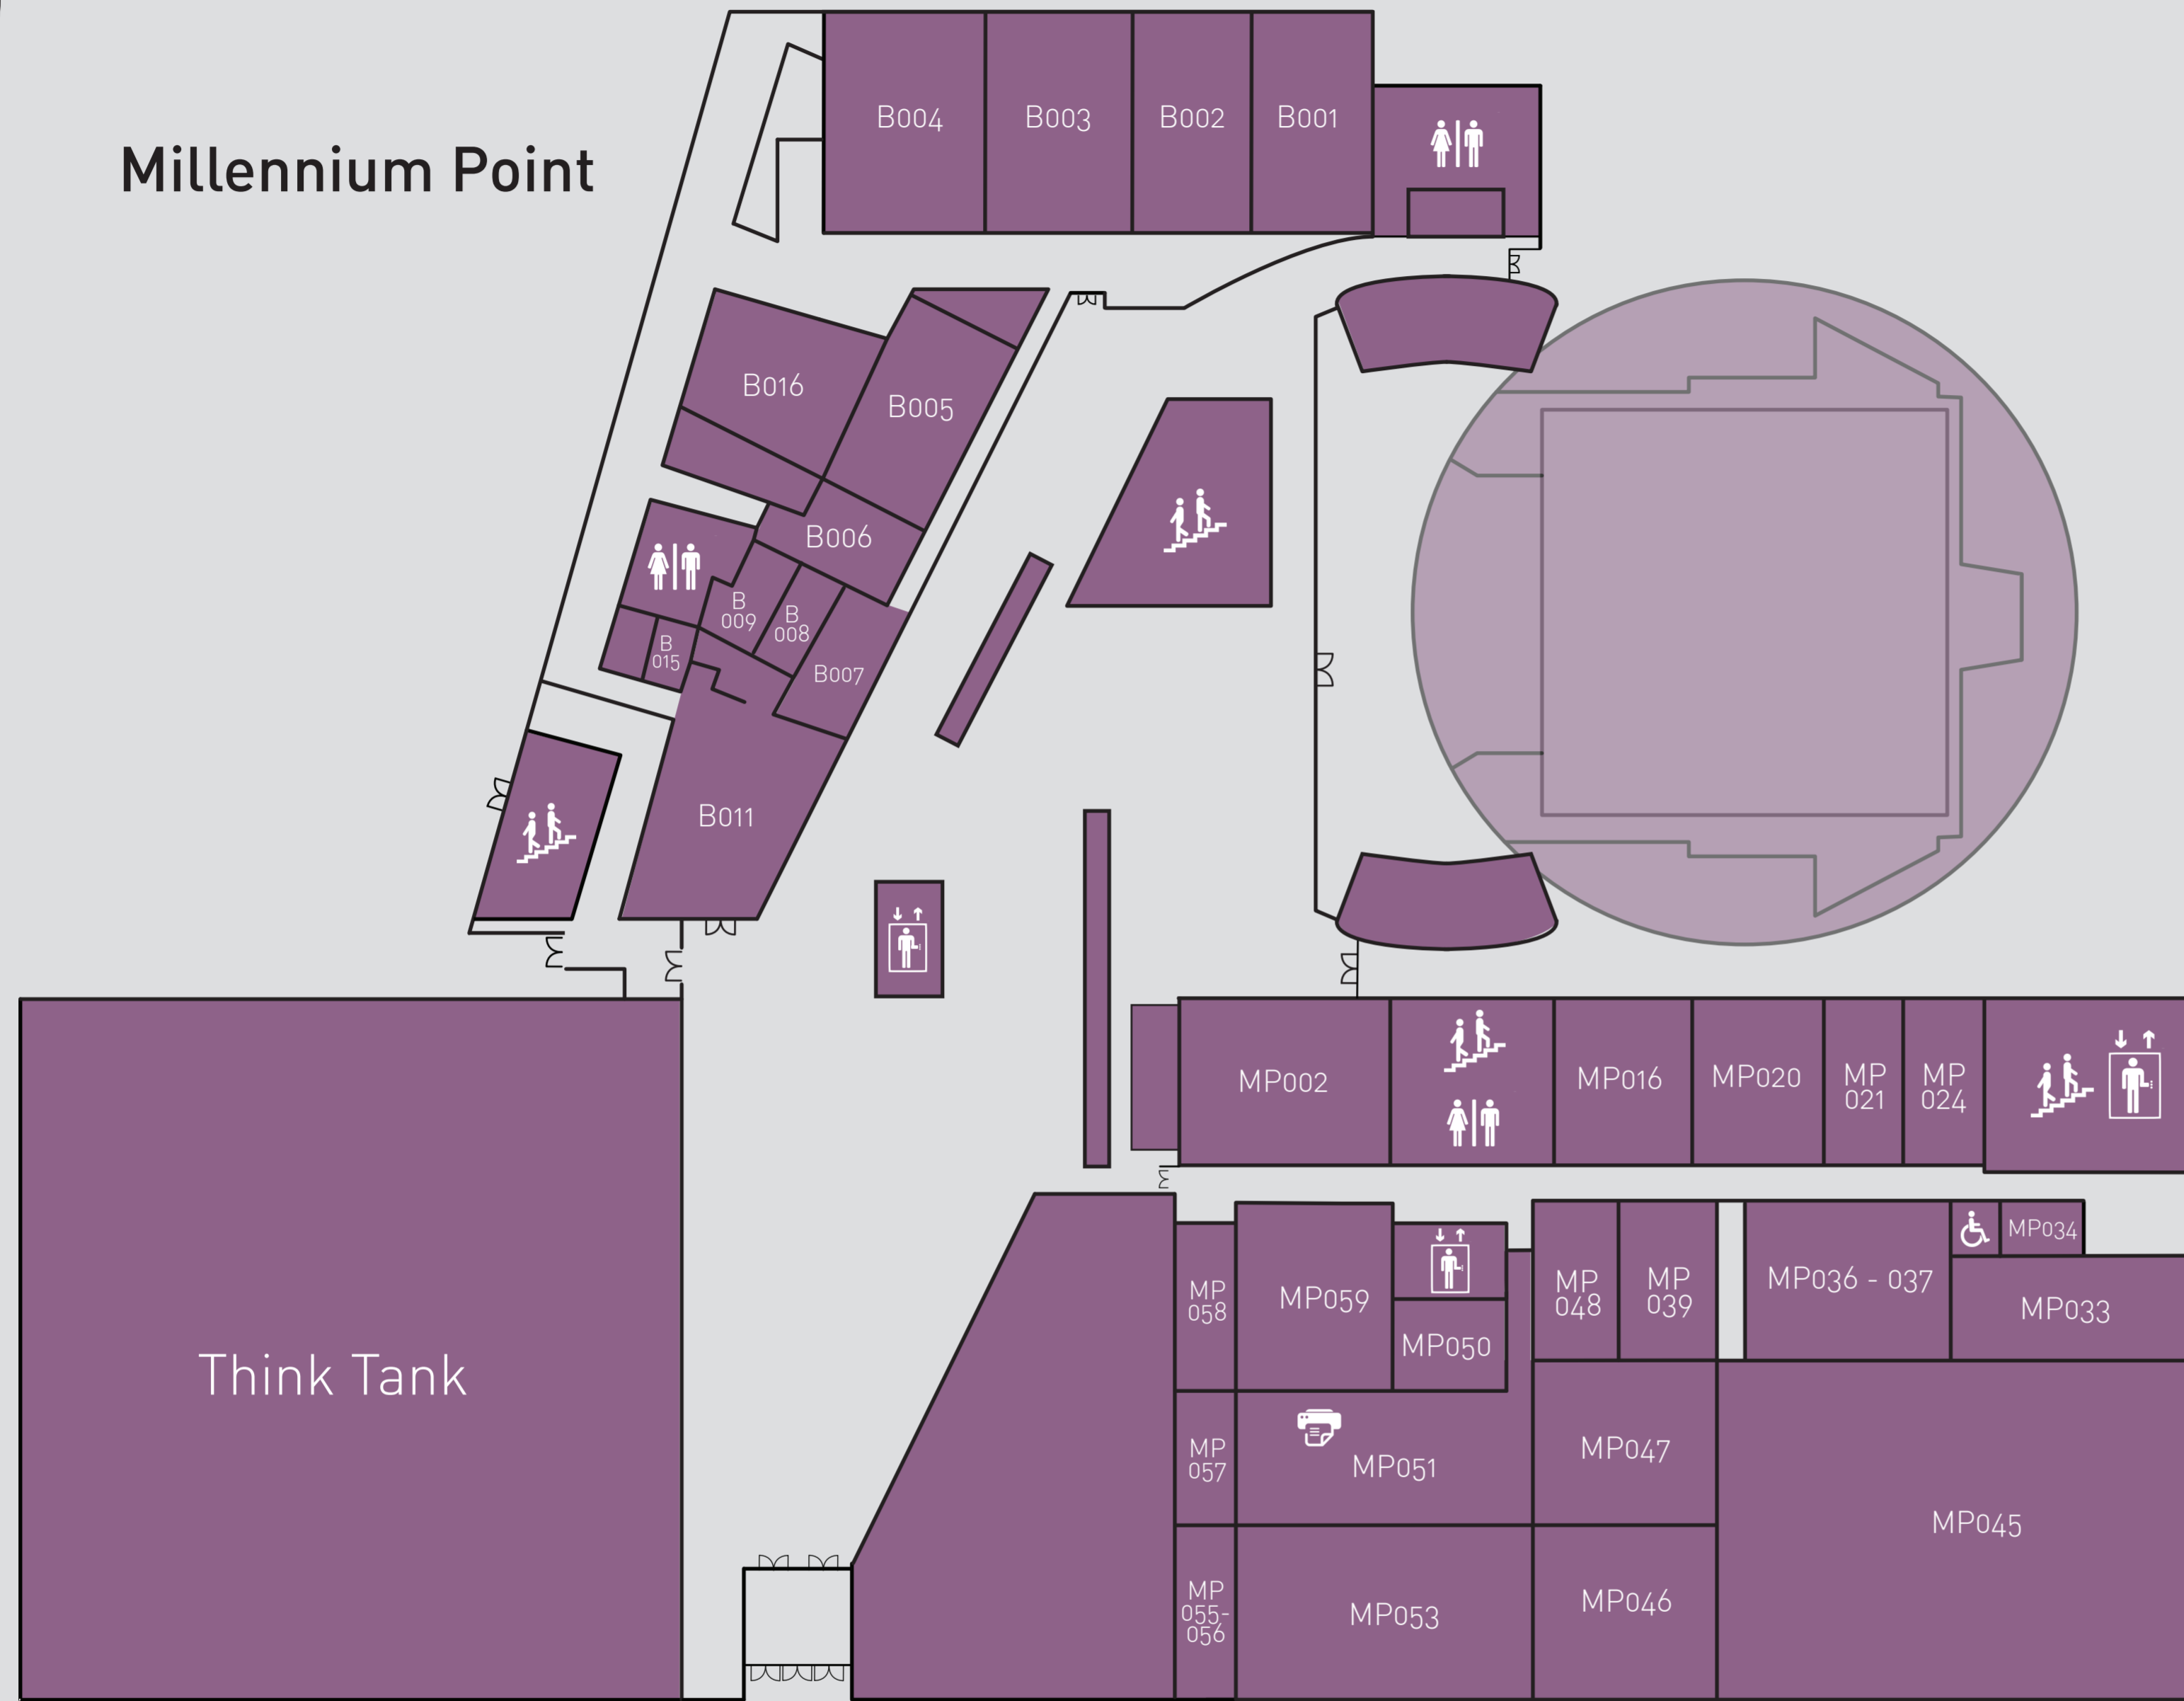 Millennium Point
B004
B003
B002
B001
B016
B005
B006
B
009
B
008
B
015
B007
B011
MP002
MP016
MP020
MP
021
MP
024
Think Tank
MP
058
MP059
MP050
MP
048
MP
039
MP036 - 037
MP034
MP033
MP
057
MP051
MP047
MP045
MP
055-
056
MP053
MP046